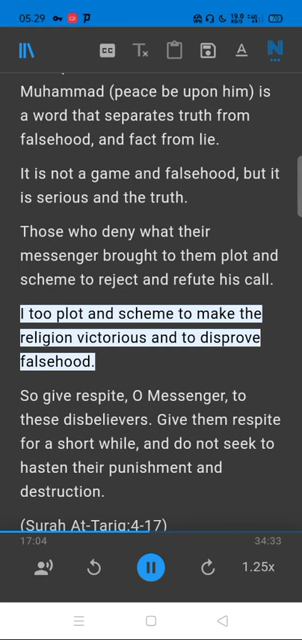 05.29
Muhammad (peace be upon him) is
a word that separates truth from
falsehood, and fact from lie.
It is not a game and falsehood, but it
is serious and the truth.
Those who deny what their
messenger brought to them plot and
scheme to reject and refute his call.
I too plot and scheme to make the
religion victorious and to disprove
falsehood.
So give respite, O Messenger, to
these disbelievers. Give them respite
for a short while, and do not seek to
hasten their punishment and
destruction.
(Surah At-Tariq:4-17)
17:04 34:33
1.25x